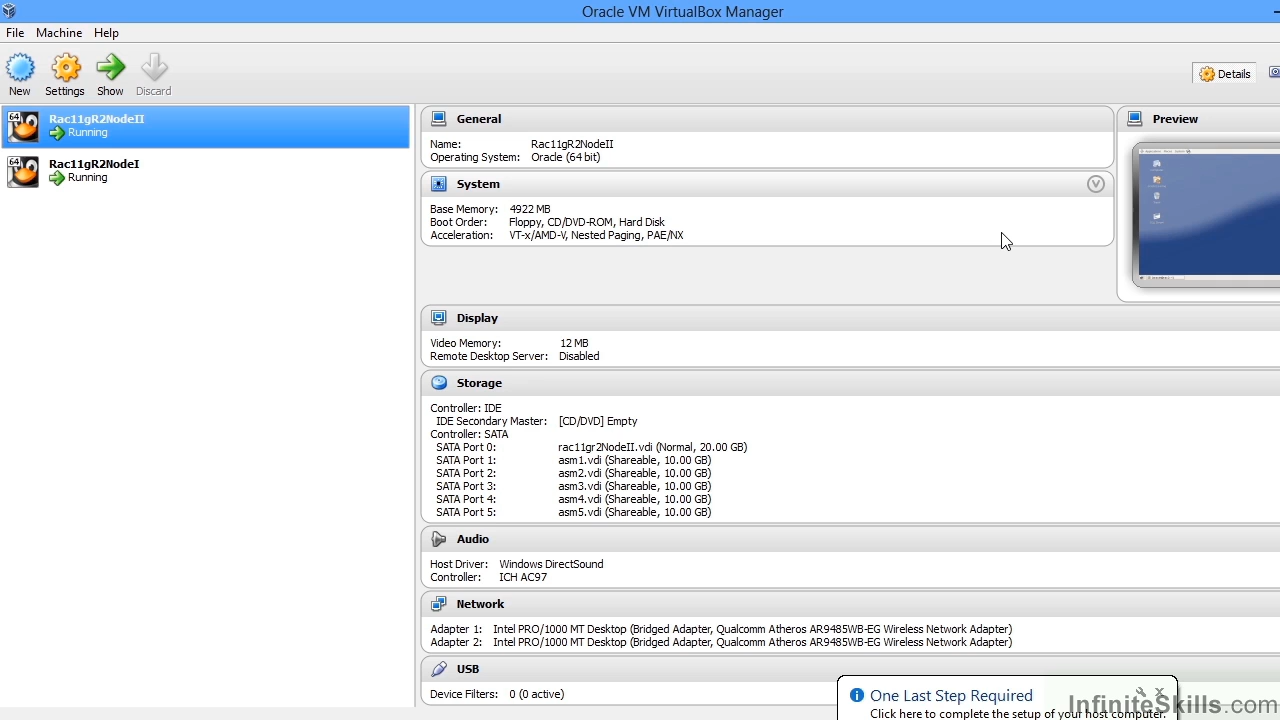 Oracle VM VirtualBox Manager
File Machine Help
New Settings Show Discard
Details
64 Rac11gR2NodeII
Running
64 Rac11gR2NodeI
Running
General
Name: Rac11gR2NodeII
Operating System: Oracle (64 bit)
Preview
System
Base Memory: 4922 MB
Boot Order: Floppy, CD/DVD-ROM, Hard Disk
Acceleration: VT-x/AMD-V, Nested Paging, PAE/NX
Display
Video Memory: 12 MB
Remote Desktop Server: Disabled
Storage
Controller: IDE
IDE Secondary Master: [CD/DVD] Empty
Controller: SATA
SATA Port 0: rac11gr2NodeII.vdi (Normal, 20.00 GB)
SATA Port 1: asm1.vdi (Shareable, 10.00 GB)
SATA Port 2: asm2.vdi (Shareable, 10.00 GB)
SATA Port 3: asm3.vdi (Shareable, 10.00 GB)
SATA Port 4: asm4.vdi (Shareable, 10.00 GB)
SATA Port 5: asm5.vdi (Shareable, 10.00 GB)
Audio
Host Driver: Windows DirectSound
Controller: ICH AC97
Network
Adapter 1: Intel PRO/1000 MT Desktop (Bridged Adapter, Qualcomm Atheros AR9485WB-EG Wireless Network Adapter)
Adapter 2: Intel PRO/1000 MT Desktop (Bridged Adapter, Qualcomm Atheros AR9485WB-EG Wireless Network Adapter)
USB
Device Filters: 0 (0 active)
One Last Step Required
Click here to complete the setup of your host computer.
InfiniteSkills.com